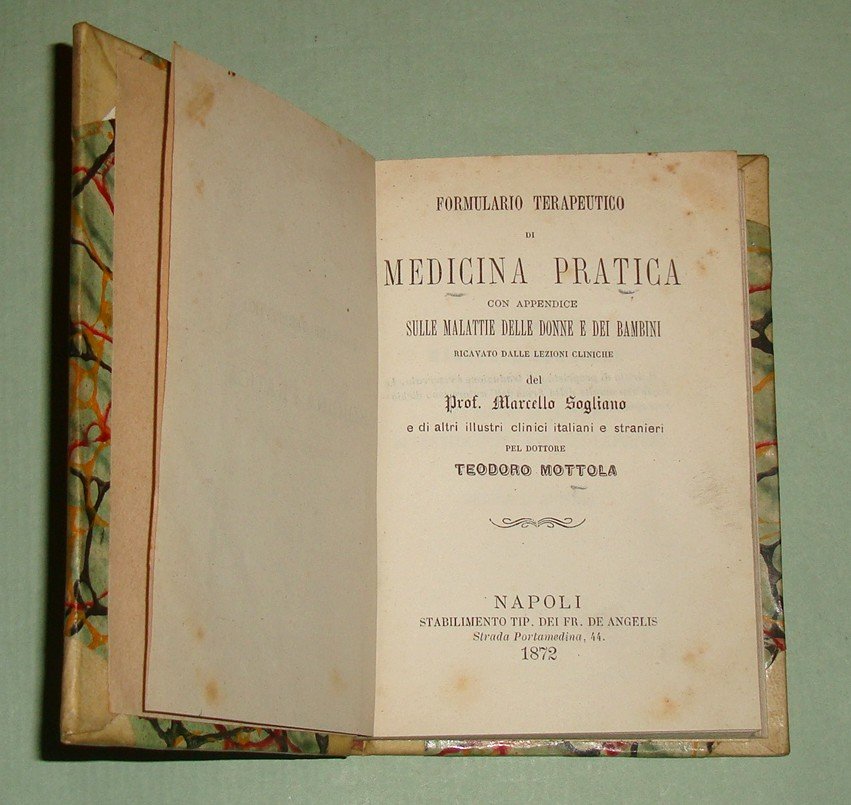 FORMULARIO TERAPEUTICO
DI
MEDICINA PRATICA
CON APPENDICE
SULLE MALATTIE DELLE DONNE E DEI BAMBINI
RICAVATO DALLE LEZIONI CLINICHE
del
Prof. Marcello Sogliano
e di altri illustri clinici italiani e stranieri
PEL DOTTORE
TEODORO MOTTOLA
NAPOLI
STABILIMENTO TIP. DEI FR. DE ANGELIS
Strada Portamedina, 44.
1872